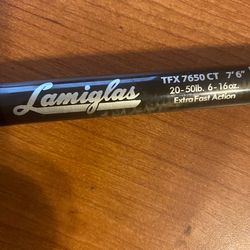 Lamiglas
TFX 7650 CT 7'6"
20-50lb. 6-16oz.
Extra Fast Action